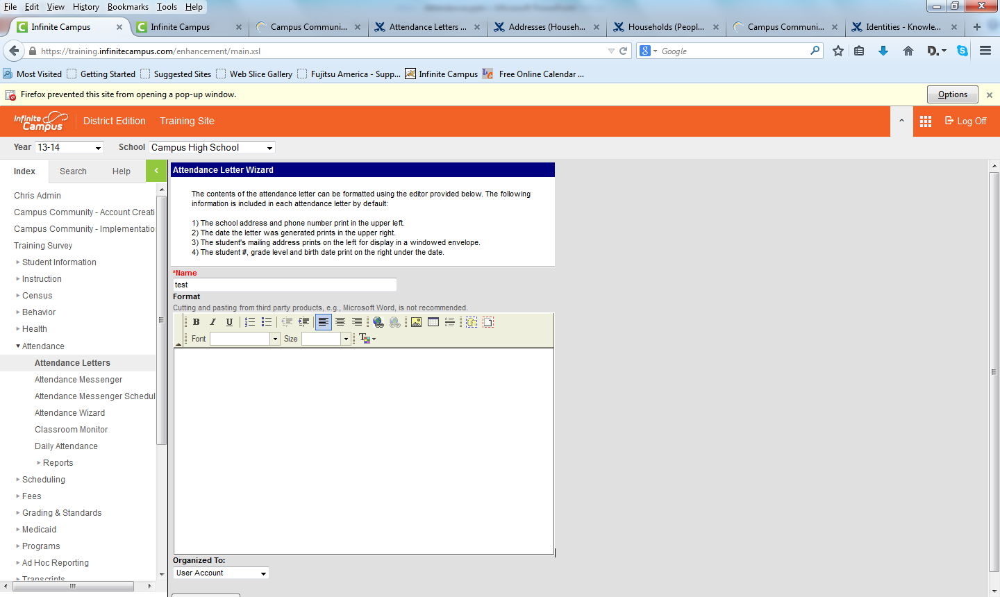 File Edit View History Bookmarks Tools Help
Infinite Campus
Infinite Campus
Campus Communi...
Attendance Letters ...
Addresses (Househ...
Households (Peopl...
Campus Communi...
Identities - Knowle...
https://training.infinitecampus.com/enhancement/main.xsl
Google
D.
Most Visited Getting Started Suggested Sites Web Slice Gallery Fujitsu America - Supp... Infinite Campus Free Online Calendar ...
Firefox prevented this site from opening a pop-up window.
Options
Infinite Campus
District Edition Training Site
Log Off
Year 13-14 School Campus High School
Index Search Help
Chris Admin
Campus Community - Account Creati
Campus Community - Implementatio
Training Survey
Student Information
Instruction
Census
Behavior
Health
Attendance
Attendance Letters
Attendance Messenger
Attendance Messenger Schedul
Attendance Wizard
Classroom Monitor
Daily Attendance
Reports
Scheduling
Fees
Grading & Standards
Medicaid
Programs
Ad Hoc Reporting
Transcripts
Attendance Letter Wizard
The contents of the attendance letter can be formatted using the editor provided below. The following
information is included in each attendance letter by default:
1) The school address and phone number print in the upper left.
2) The date the letter was generated prints in the upper right.
3) The student's mailing address prints on the left for display in a windowed envelope.
4) The student #, grade level and birth date print on the right under the date.
*Name
test
Format
Cutting and pasting from third party products, e.g., Microsoft Word, is not recommended.
B I U
Font Size
Organized To:
User Account